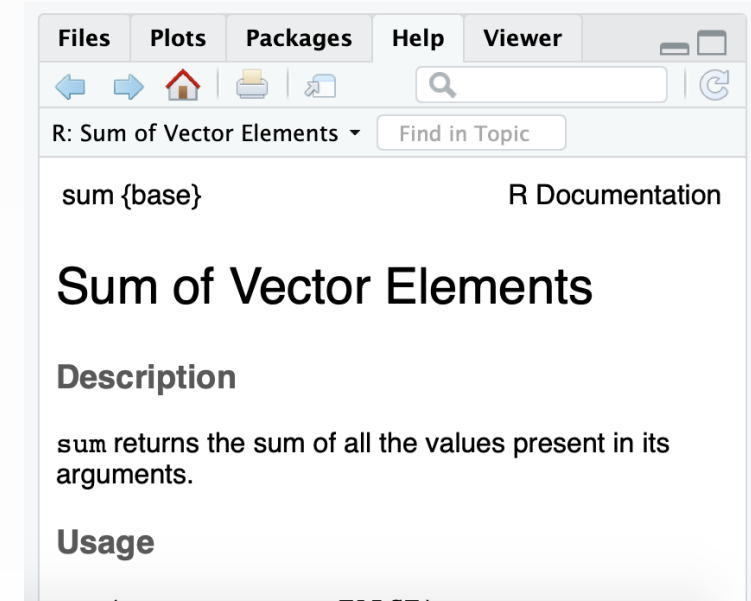 Files Plots Packages Help Viewer
R: Sum of Vector Elements Find in Topic
sum {base} R Documentation
Sum of Vector Elements
Description
sum returns the sum of all the values present in its
arguments.
Usage